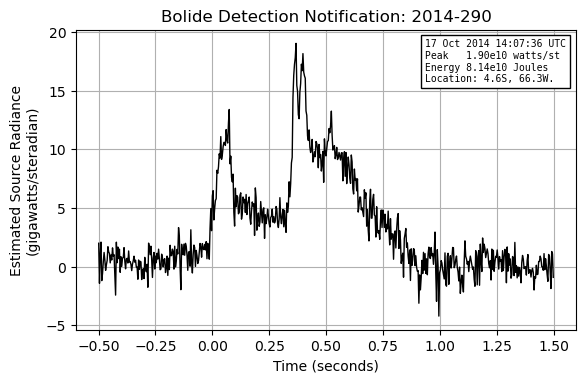 Bolide Detection Notification: 2014-290
17 Oct 2014 14:07:36 UTC
Peak   1.90e10 watts/st
Energy 8.14e10 Joules
Location: 4.6S, 66.3W.
Estimated Source Radiance
(gigawatts/steradian)
20
15
10
5
0
−5
−0.50 −0.25 0.00 0.25 0.50 0.75 1.00 1.25 1.50
Time (seconds)